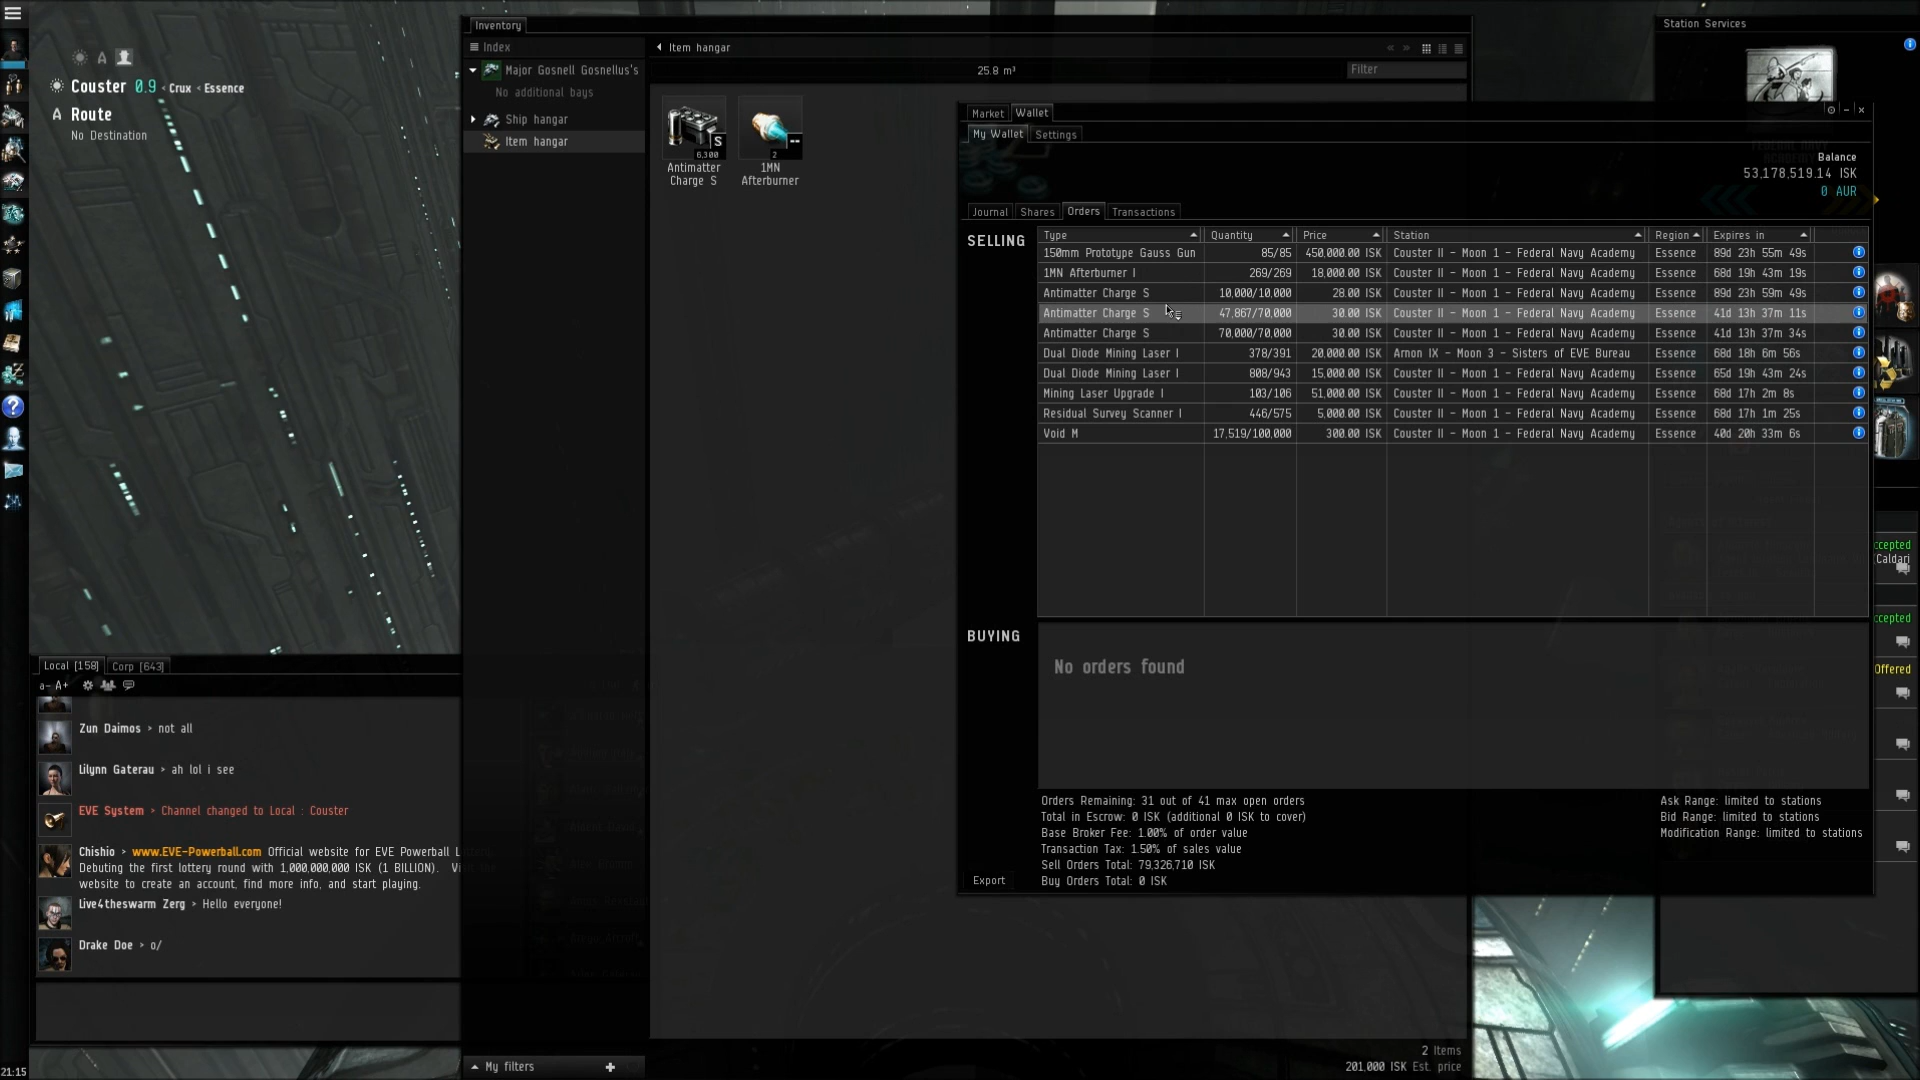 Couster 0.9 < Crux < Essence
Route
No Destination
Inventory
Index
Major Gosnell Gosnellus's
No additional bays
Ship hangar
Item hangar
Item hangar
25.8 m³
Filter
S
6,300
Antimatter
Charge S
2
1MN
Afterburner
Station Services
Market Wallet
My Wallet Settings
Balance
53,178,519.14 ISK
0 AUR
Journal Shares Orders Transactions
SELLING
Type Quantity Price Station Region Expires in
150mm Prototype Gauss Gun 85/85 450,000.00 ISK Couster II - Moon 1 - Federal Navy Academy Essence 89d 23h 55m 49s
1MN Afterburner I 269/269 18,000.00 ISK Couster II - Moon 1 - Federal Navy Academy Essence 68d 19h 43m 19s
Antimatter Charge S 10,000/10,000 28.00 ISK Couster II - Moon 1 - Federal Navy Academy Essence 89d 23h 59m 49s
Antimatter Charge S 47,867/70,000 30.00 ISK Couster II - Moon 1 - Federal Navy Academy Essence 41d 13h 37m 11s
Antimatter Charge S 70,000/70,000 30.00 ISK Couster II - Moon 1 - Federal Navy Academy Essence 41d 13h 37m 34s
Dual Diode Mining Laser I 378/391 20,000.00 ISK Arnon IX - Moon 3 - Sisters of EVE Bureau Essence 68d 18h 6m 56s
Dual Diode Mining Laser I 808/943 15,000.00 ISK Couster II - Moon 1 - Federal Navy Academy Essence 65d 19h 43m 24s
Mining Laser Upgrade I 103/106 51,000.00 ISK Couster II - Moon 1 - Federal Navy Academy Essence 68d 17h 2m 8s
Residual Survey Scanner I 446/575 5,000.00 ISK Couster II - Moon 1 - Federal Navy Academy Essence 68d 17h 1m 25s
Void M 17,519/100,000 300.00 ISK Couster II - Moon 1 - Federal Navy Academy Essence 40d 20h 33m 6s
ccepted
(Caldari
ccepted
Offered
BUYING
No orders found
Orders Remaining: 31 out of 41 max open orders
Total in Escrow: 0 ISK (additional 0 ISK to cover)
Base Broker Fee: 1.00% of order value
Transaction Tax: 1.50% of sales value
Sell Orders Total: 79,326,710 ISK
Buy Orders Total: 0 ISK
Ask Range: limited to stations
Bid Range: limited to stations
Modification Range: limited to stations
Export
Local [158] Corp [643]
a- A+
Zun Daimos > not all
Lilynn Gaterau > ah lol i see
EVE System > Channel changed to Local : Couster
Chishio > www.EVE-Powerball.com Official website for EVE Powerball L
Debuting the first lottery round with 1,000,000,000 ISK (1 BILLION). Vi
website to create an account, find more info, and start playing.
Live4theswarm Zerg > Hello everyone!
Drake Doe > o/
My filters
2 Items
201,000 ISK Est. price
21:15